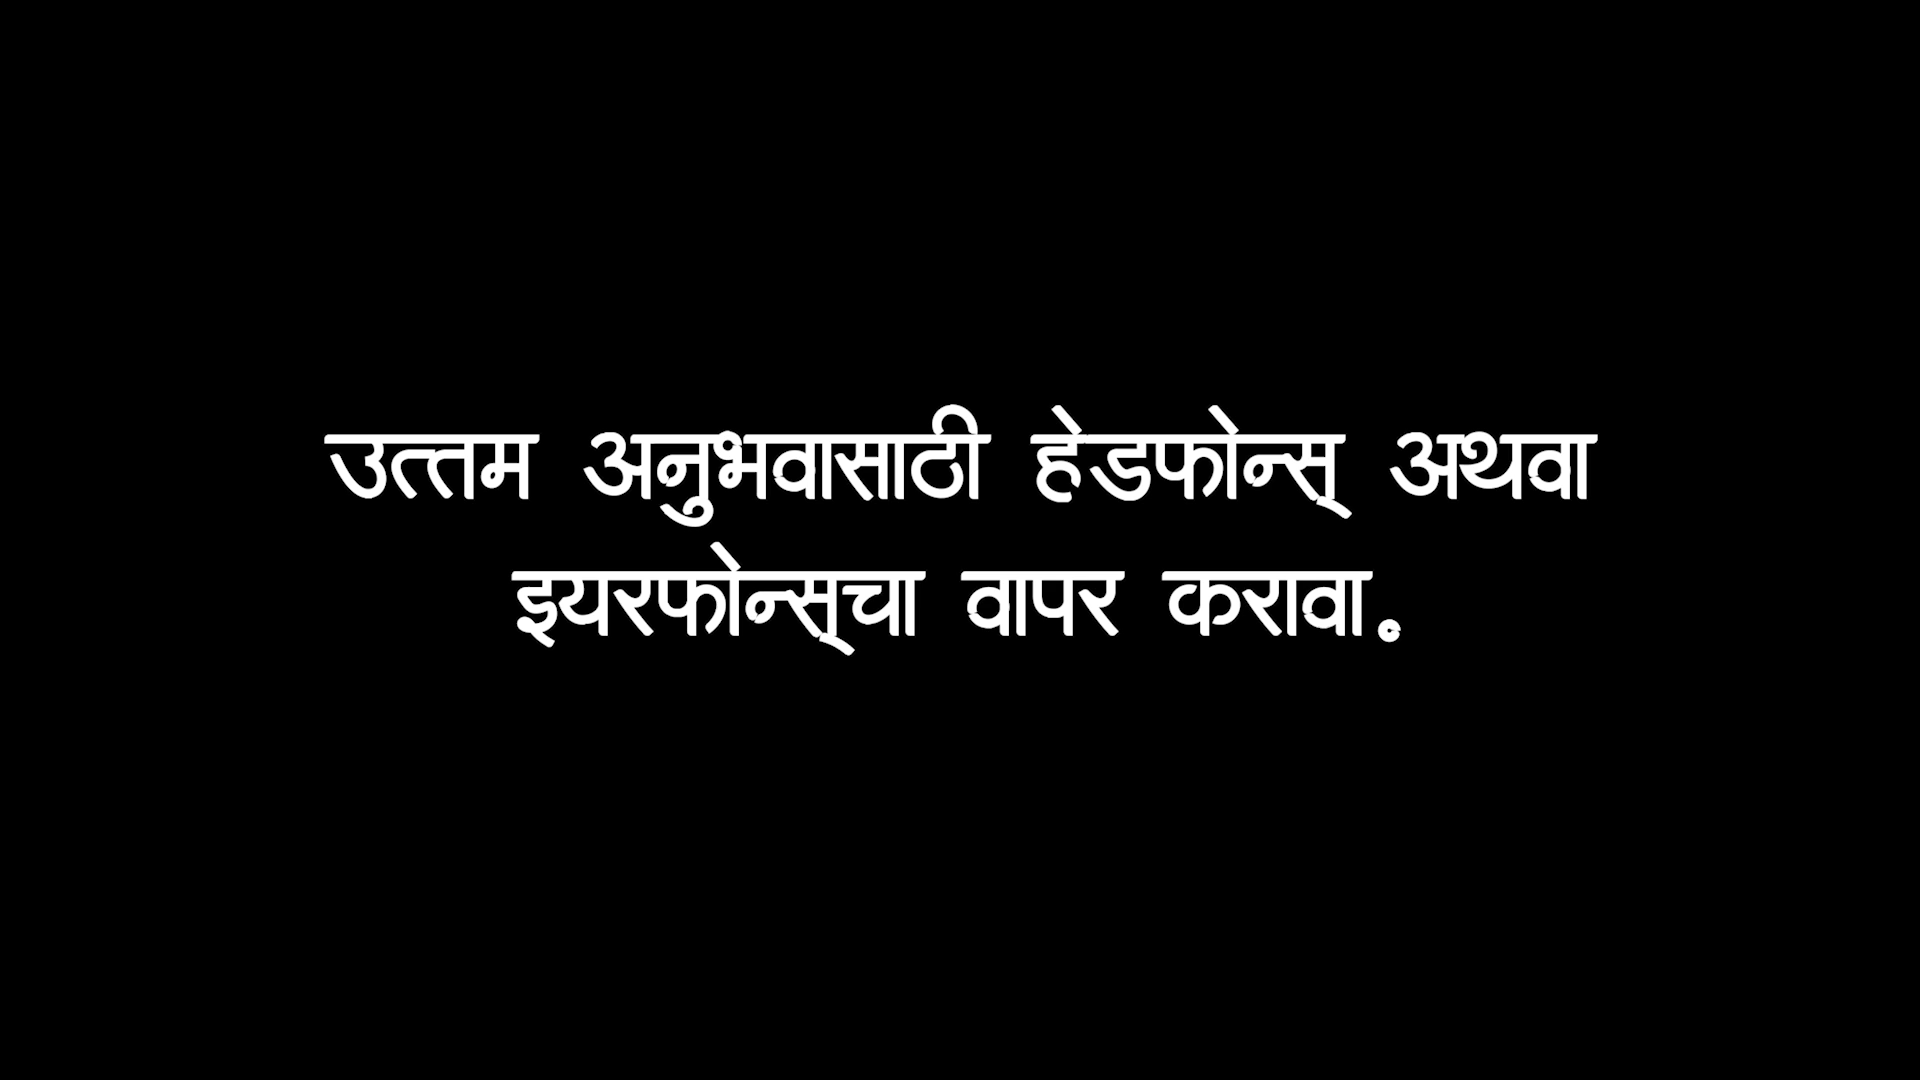 उत्तम अनुभवासाठी हेडफोन्स् अथवा
इयरफोन्स्चा वापर करावा.